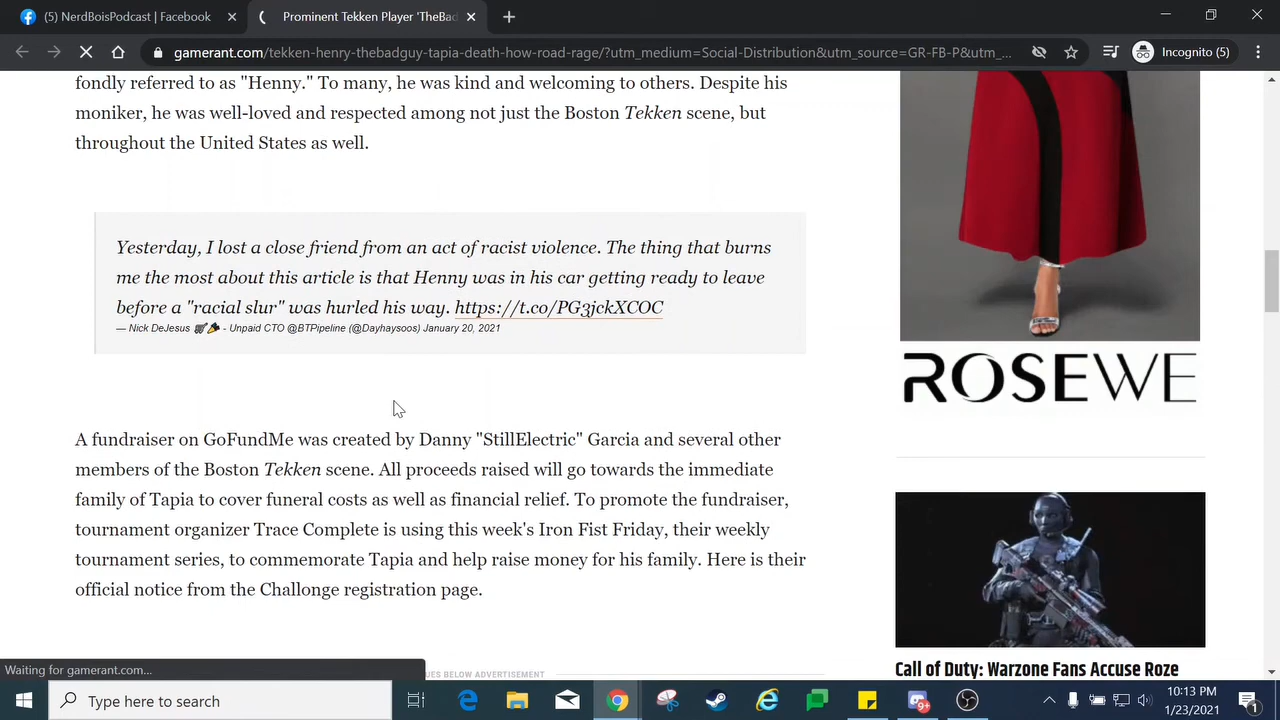 (5) NerdBoisPodcast | Facebook
Prominent Tekken Player 'TheBad
gamerant.com/tekken-henry-thebadguy-tapia-death-how-road-rage/?utm_medium=Social-Distribution&utm_source=GR-FB-P&utm_...
Incognito (5)
fondly referred to as "Henny." To many, he was kind and welcoming to others. Despite his
moniker, he was well-loved and respected among not just the Boston Tekken scene, but
throughout the United States as well.
Yesterday, I lost a close friend from an act of racist violence. The thing that burns
me the most about this article is that Henny was in his car getting ready to leave
before a "racial slur" was hurled his way. https://t.co/PG3jckXCOC
— Nick DeJesus - Unpaid CTO @BTPipeline (@Dayhaysoos) January 20, 2021
ROSEWE
A fundraiser on GoFundMe was created by Danny "StillElectric" Garcia and several other
members of the Boston Tekken scene. All proceeds raised will go towards the immediate
family of Tapia to cover funeral costs as well as financial relief. To promote the fundraiser,
tournament organizer Trace Complete is using this week's Iron Fist Friday, their weekly
tournament series, to commemorate Tapia and help raise money for his family. Here is their
official notice from the Challonge registration page.
Call of Duty: Warzone Fans Accuse Roze
Waiting for gamerant.com...
UES BELOW ADVERTISEMENT
Type here to search
9+
10:13 PM
1/23/2021
1